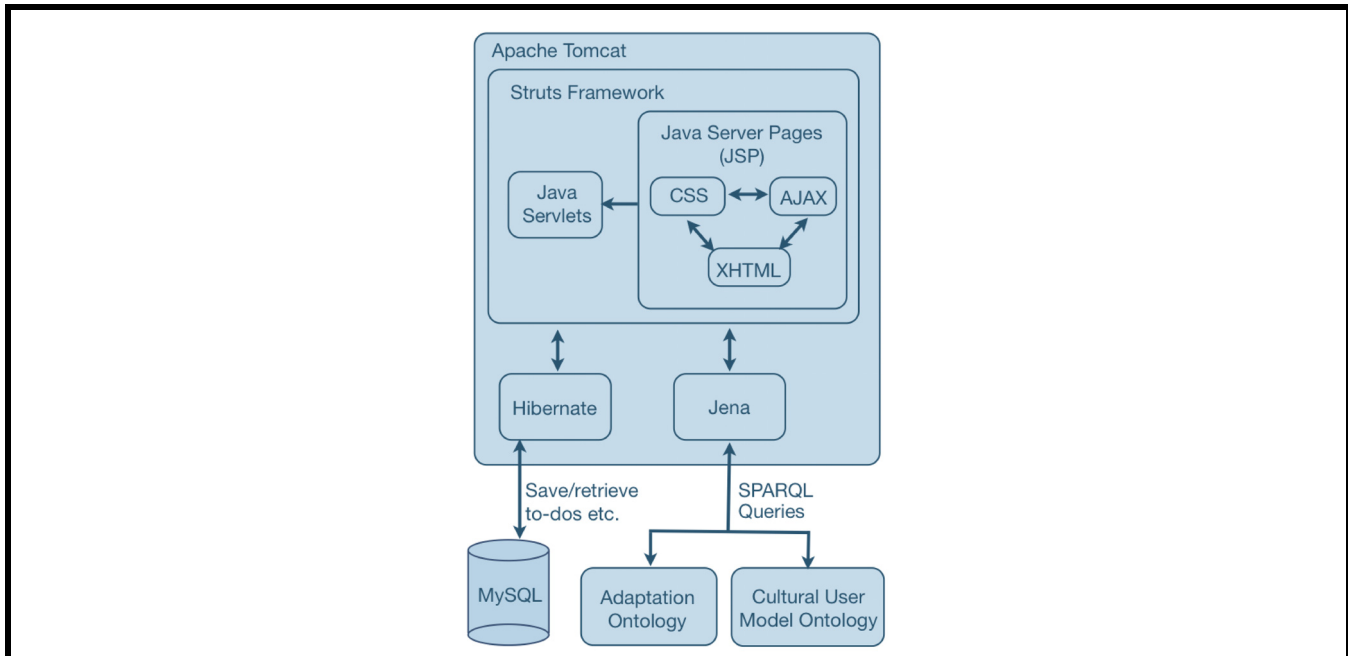 Apache Tomcat
Struts Framework
Java Server Pages
(JSP)
Java
Servlets
CSS
AJAX
XHTML
Hibernate
Jena
Save/retrieve
to-dos etc.
SPARQL
Queries
MySQL
Adaptation
Ontology
Cultural User
Model Ontology